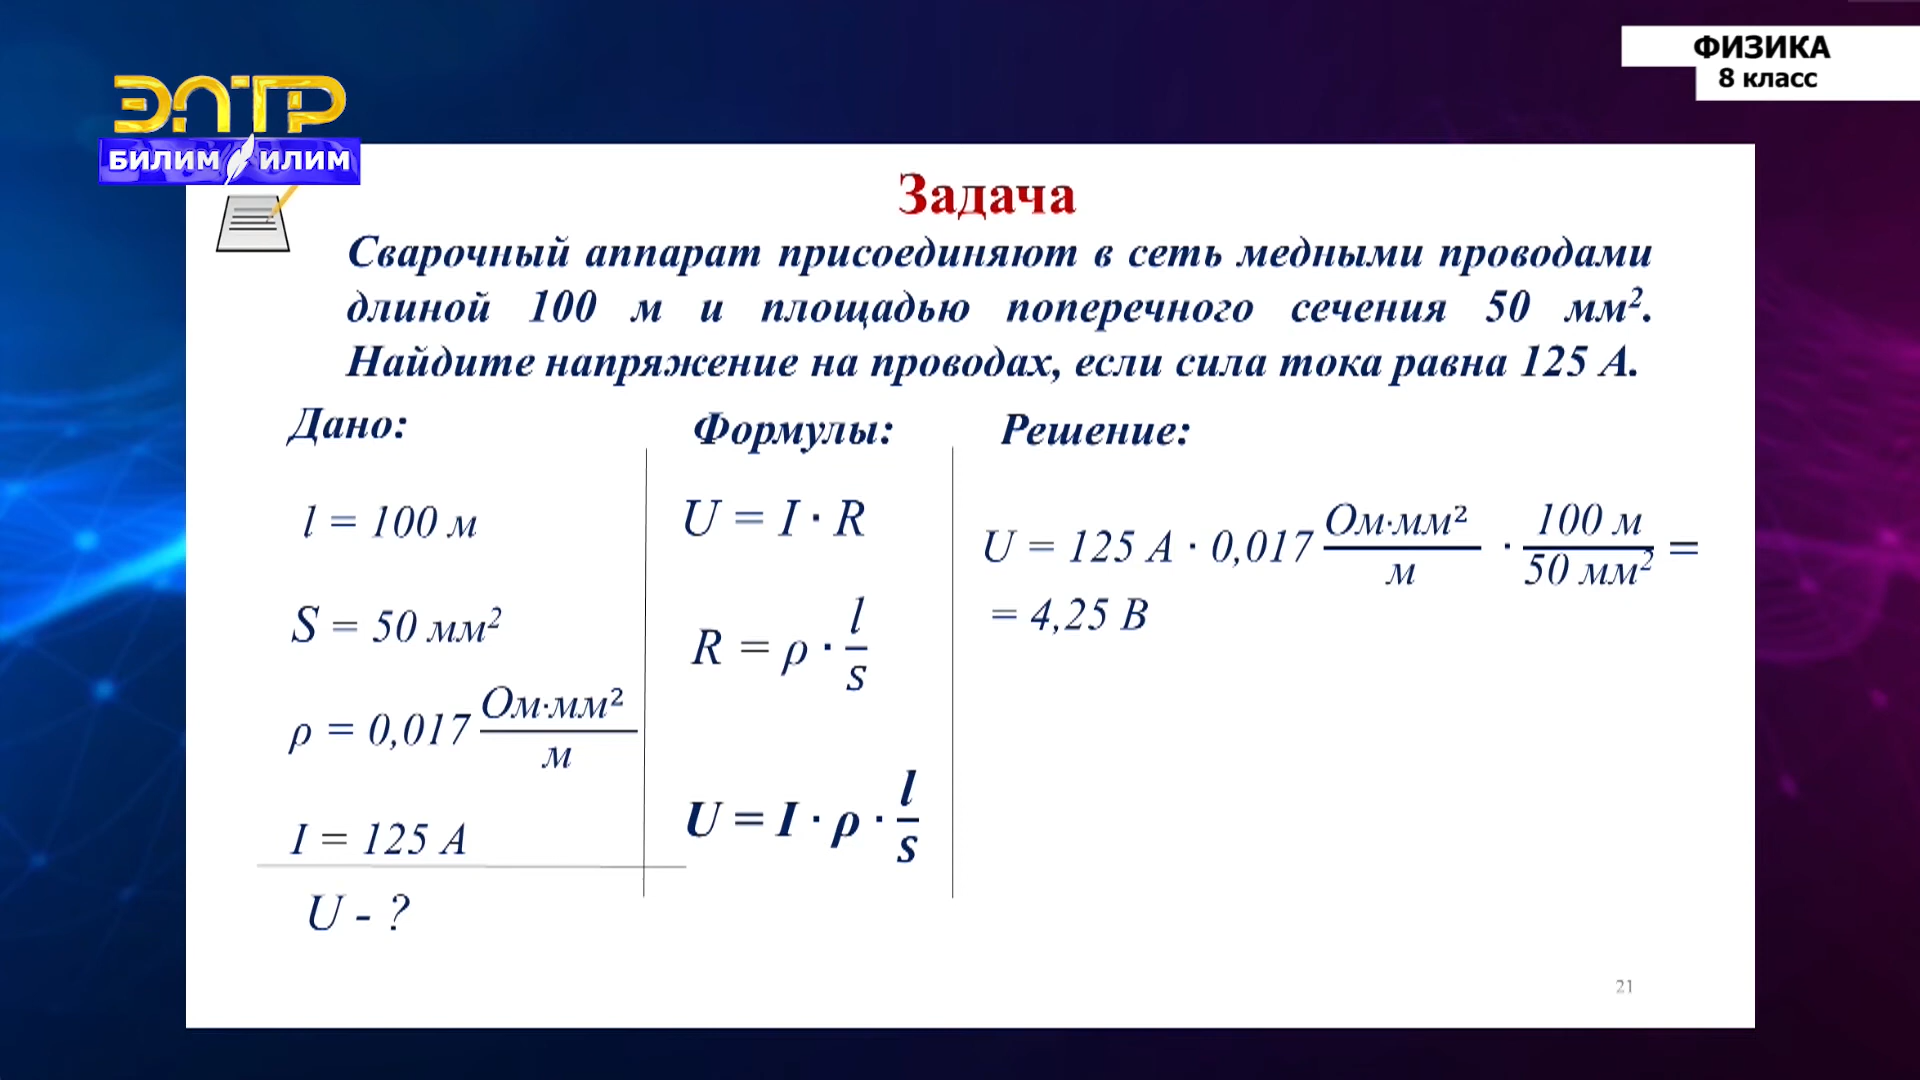 ФИЗИКА
8 класс
ЭЛТР
БИЛИМ ИЛИМ
Задача
Сварочный аппарат присоединяют в сеть медными проводами
длиной 100 м и площадью поперечного сечения 50 мм².
Найдите напряжение на проводах, если сила тока равна 125 А.
Дано:
l = 100 м
S = 50 мм²
ρ = 0,017 Ом·мм²/м
I = 125 А
U - ?
Формулы:
U = I · R
R = ρ · l/s
U = I · ρ · l/s
Решение:
U = 125 А · 0,017 Ом·мм²/м · 100 м/50 мм² =
= 4,25 В
21